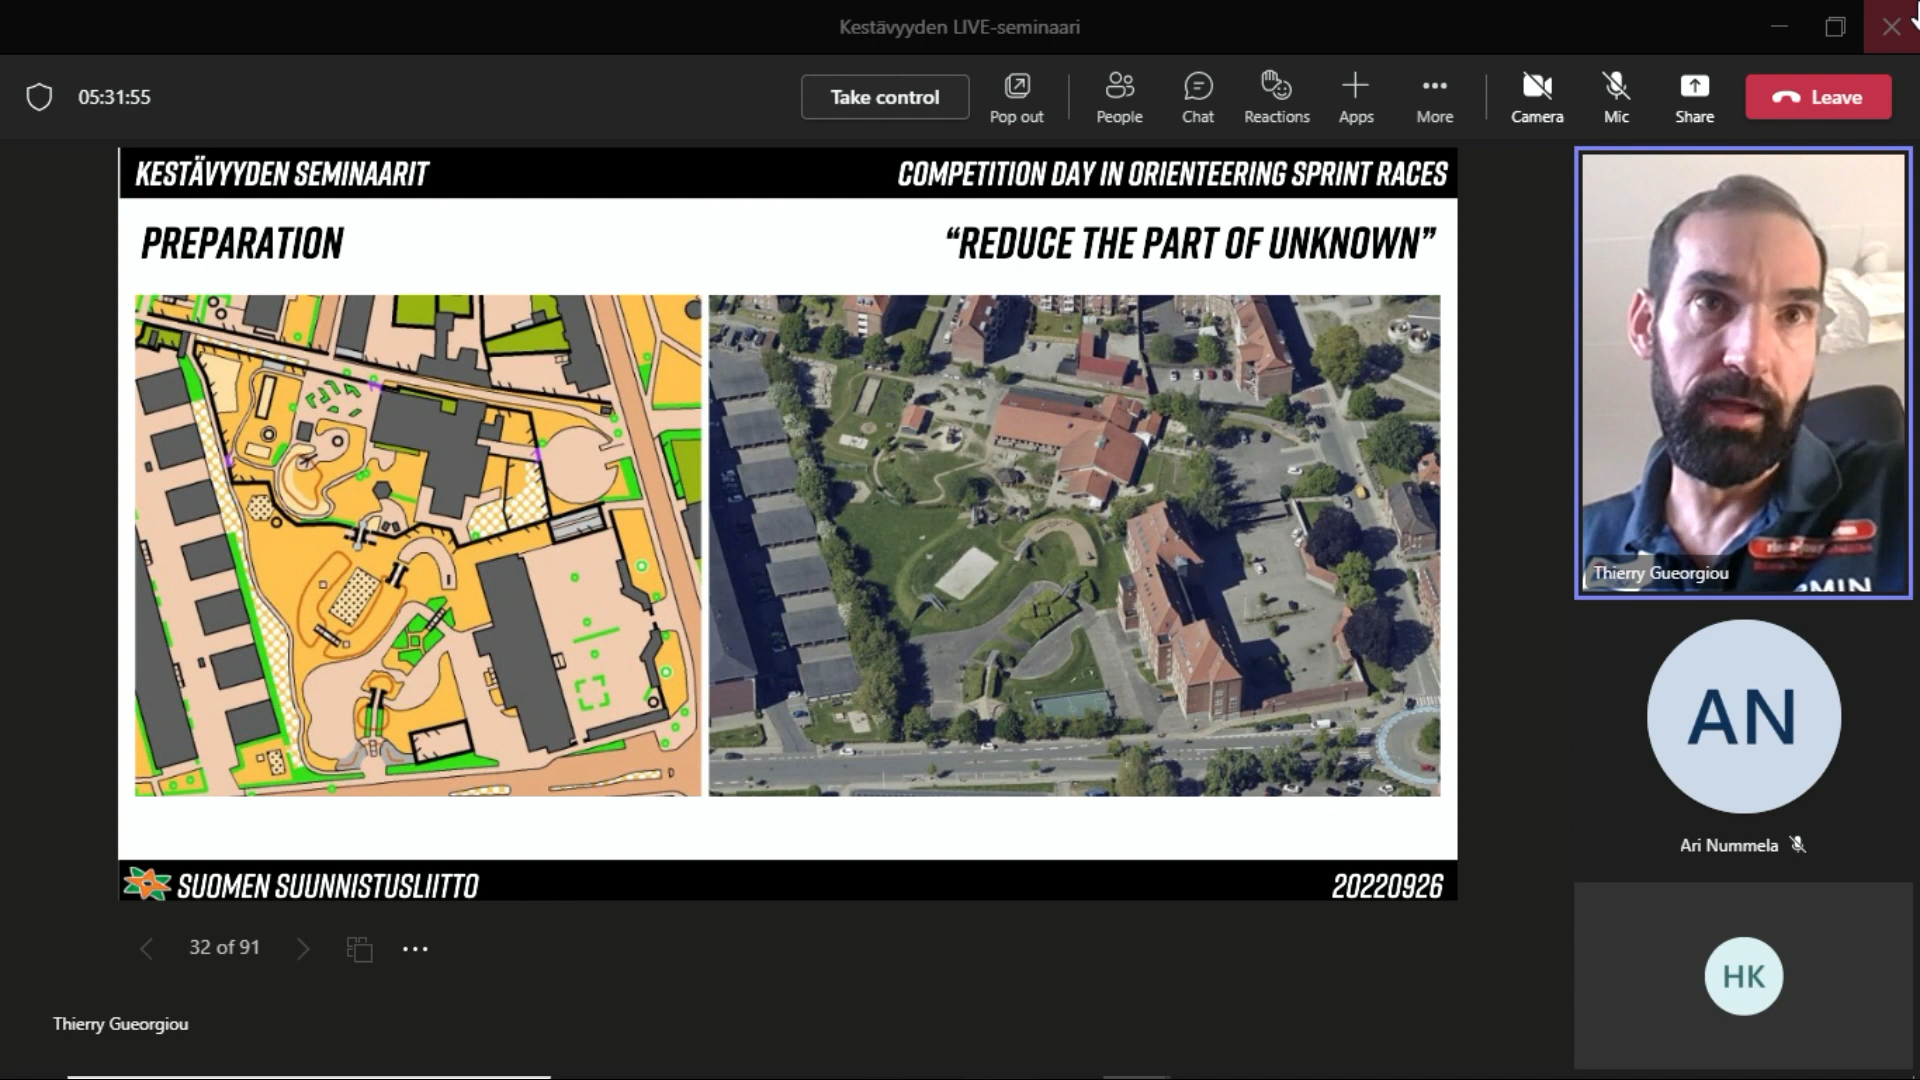 Kestävyyden LIVE-seminaari
05:31:55
Take control
Pop out
People
Chat
Reactions
Apps
More
Camera
Mic
Share
Leave
KESTÄVYYDEN SEMINAARIT
COMPETITION DAY IN ORIENTEERING SPRINT RACES
PREPARATION
“REDUCE THE PART OF UNKNOWN”
SUOMEN SUUNNISTUSLIITTO
20220926
32 of 91
Thierry Gueorgiou
Thierry Gueorgiou
AN
Ari Nummela
HK